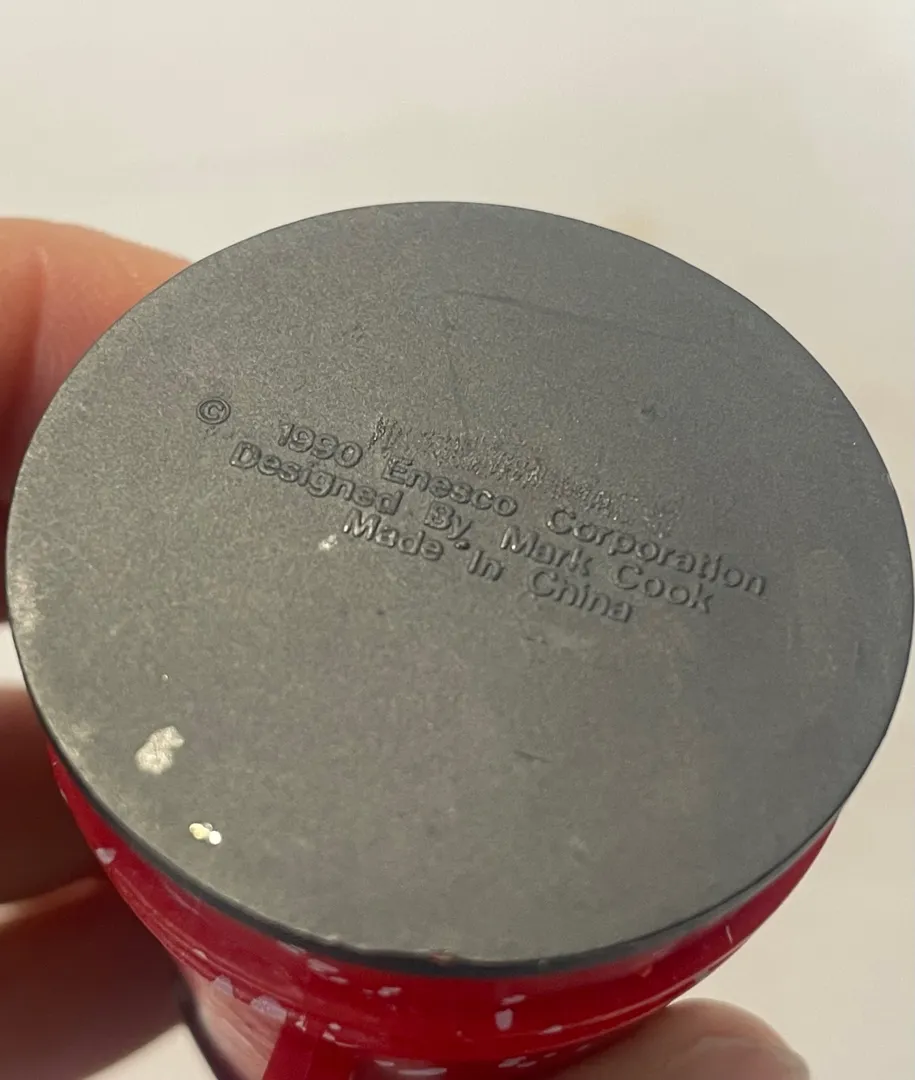 © 1990 Enesco Corporation
Designed By Mark Cook
Made In China